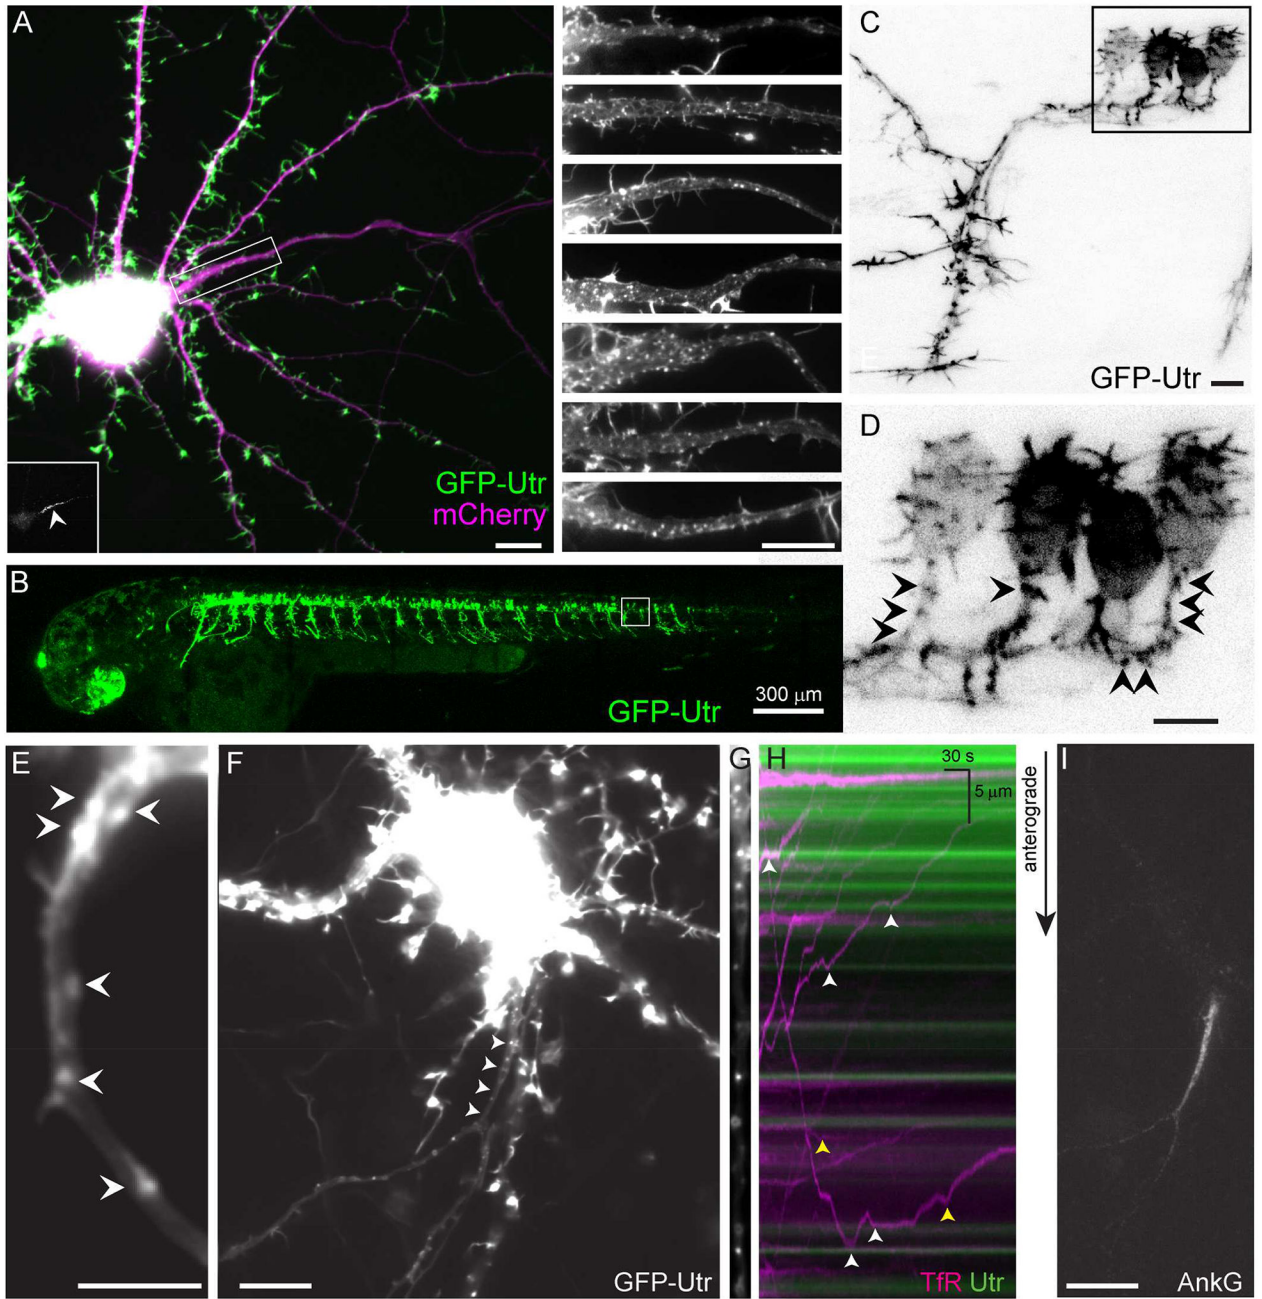 A
GFP-Utr
mCherry
B
GFP-Utr
300 μm
C
GFP-Utr
D
E
F
GFP-Utr
G
H
30 s
5 μm
TfR Utr
anterograde
I
AnkG